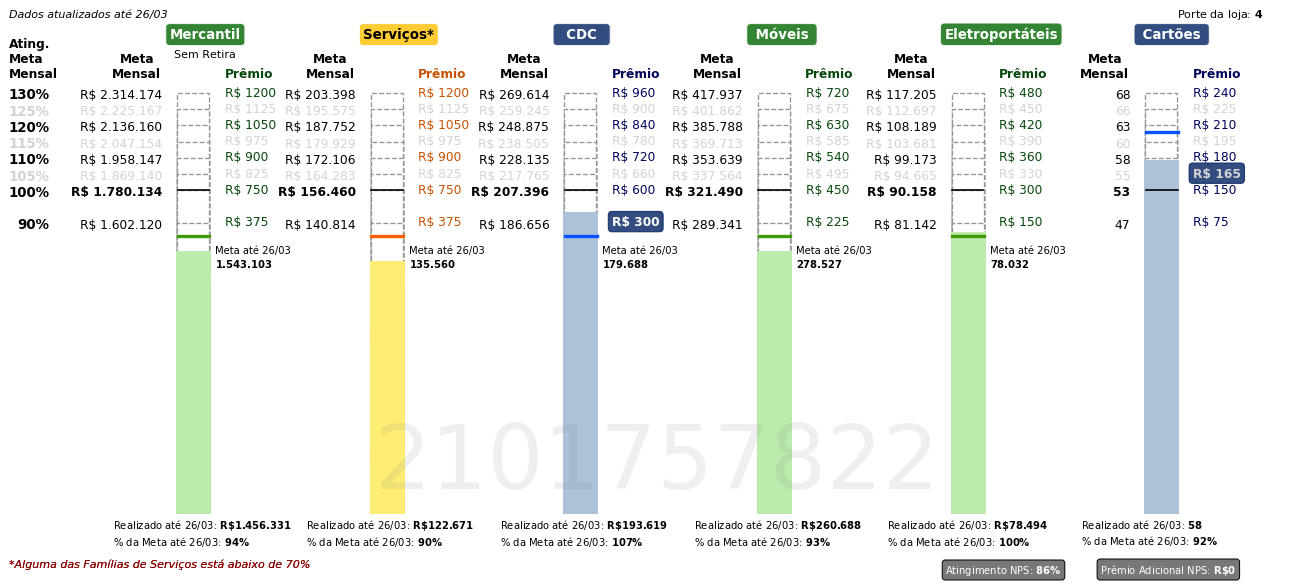 Dados atualizados até 26/03
Porte da loja: 4
Mercantil Serviços* CDC Móveis Eletroportáteis Cartões
Sem Retira
Ating. Meta Mensal
Meta Mensal Prêmio Meta Mensal Prêmio Meta Mensal Prêmio Meta Mensal Prêmio Meta Mensal Prêmio Meta Mensal Prêmio
130% R$ 2.314.174 R$ 1200 R$ 203.398 R$ 1200 R$ 269.614 R$ 960 R$ 417.937 R$ 720 R$ 117.205 R$ 480 68 R$ 240
125% R$ 2.225.167 R$ 1125 R$ 195.575 R$ 1125 R$ 259.245 R$ 900 R$ 401.862 R$ 675 R$ 112.697 R$ 450 66 R$ 225
120% R$ 2.136.160 R$ 1050 R$ 187.752 R$ 1050 R$ 248.875 R$ 840 R$ 385.788 R$ 630 R$ 108.189 R$ 420 63 R$ 210
115% R$ 2.047.154 R$ 975 R$ 179.929 R$ 975 R$ 238.505 R$ 780 R$ 369.713 R$ 585 R$ 103.681 R$ 390 60 R$ 195
110% R$ 1.958.147 R$ 900 R$ 172.106 R$ 900 R$ 228.135 R$ 720 R$ 353.639 R$ 540 R$ 99.173 R$ 360 58 R$ 180
105% R$ 1.869.140 R$ 825 R$ 164.283 R$ 825 R$ 217.765 R$ 660 R$ 337.564 R$ 495 R$ 94.665 R$ 330 55 R$ 165
100% R$ 1.780.134 R$ 750 R$ 156.460 R$ 750 R$ 207.396 R$ 600 R$ 321.490 R$ 450 R$ 90.158 R$ 300 53 R$ 150
90% R$ 1.602.120 R$ 375 R$ 140.814 R$ 375 R$ 186.656 R$ 300 R$ 289.341 R$ 225 R$ 81.142 R$ 150 47 R$ 75
Meta até 26/03 Meta até 26/03 Meta até 26/03 Meta até 26/03 Meta até 26/03
1.543.103 135.560 179.688 278.527 78.032
2101757822
Realizado até 26/03: R$1.456.331 Realizado até 26/03: R$122.671 Realizado até 26/03: R$193.619 Realizado até 26/03: R$260.688 Realizado até 26/03: R$78.494 Realizado até 26/03: 58
% da Meta até 26/03: 94% % da Meta até 26/03: 90% % da Meta até 26/03: 107% % da Meta até 26/03: 93% % da Meta até 26/03: 100% % da Meta até 26/03: 92%
*Alguma das Famílias de Serviços está abaixo de 70%
Atingimento NPS: 86% Prêmio Adicional NPS: R$0